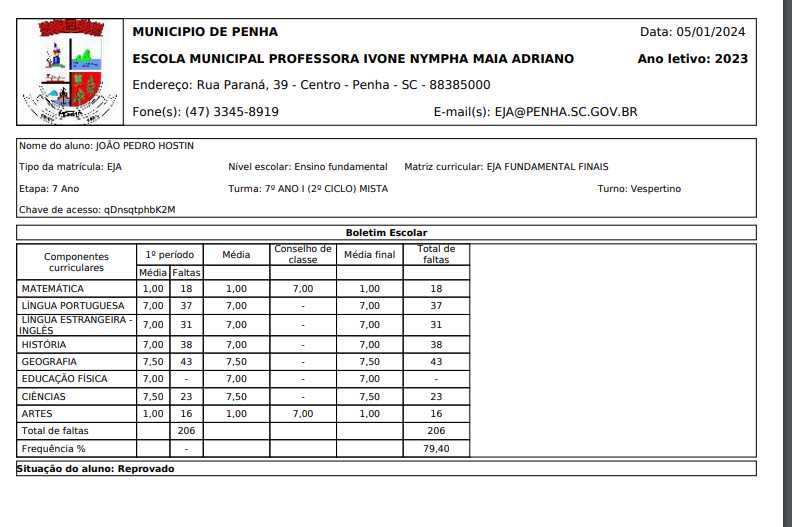 MUNICIPIO DE PENHA Data: 05/01/2024
ESCOLA MUNICIPAL PROFESSORA IVONE NYMPHA MAIA ADRIANO Ano letivo: 2023
Endereço: Rua Paraná, 39 - Centro - Penha - SC - 88385000
Fone(s): (47) 3345-8919 E-mail(s): EJA@PENHA.SC.GOV.BR
Nome do aluno: JOÃO PEDRO HOSTIN
Tipo da matrícula: EJA Nível escolar: Ensino fundamental Matriz curricular: EJA FUNDAMENTAL FINAIS
Etapa: 7 Ano Turma: 7º ANO I (2º CICLO) MISTA Turno: Vespertino
Chave de acesso: qDnsqtphbK2M
Boletim Escolar
Componentes curriculares 1º período Média Conselho de classe Média final Total de faltas
Média Faltas
MATEMÁTICA 1,00 18 1,00 7,00 1,00 18
LÍNGUA PORTUGUESA 7,00 37 7,00 - 7,00 37
LÍNGUA ESTRANGEIRA - INGLÊS 7,00 31 7,00 - 7,00 31
HISTÓRIA 7,00 38 7,00 - 7,00 38
GEOGRAFIA 7,50 43 7,50 - 7,50 43
EDUCAÇÃO FÍSICA 7,00 - 7,00 - 7,00 -
CIÊNCIAS 7,50 23 7,50 - 7,50 23
ARTES 1,00 16 1,00 7,00 1,00 16
Total de faltas 206 206
Frequência % - 79,40
Situação do aluno: Reprovado